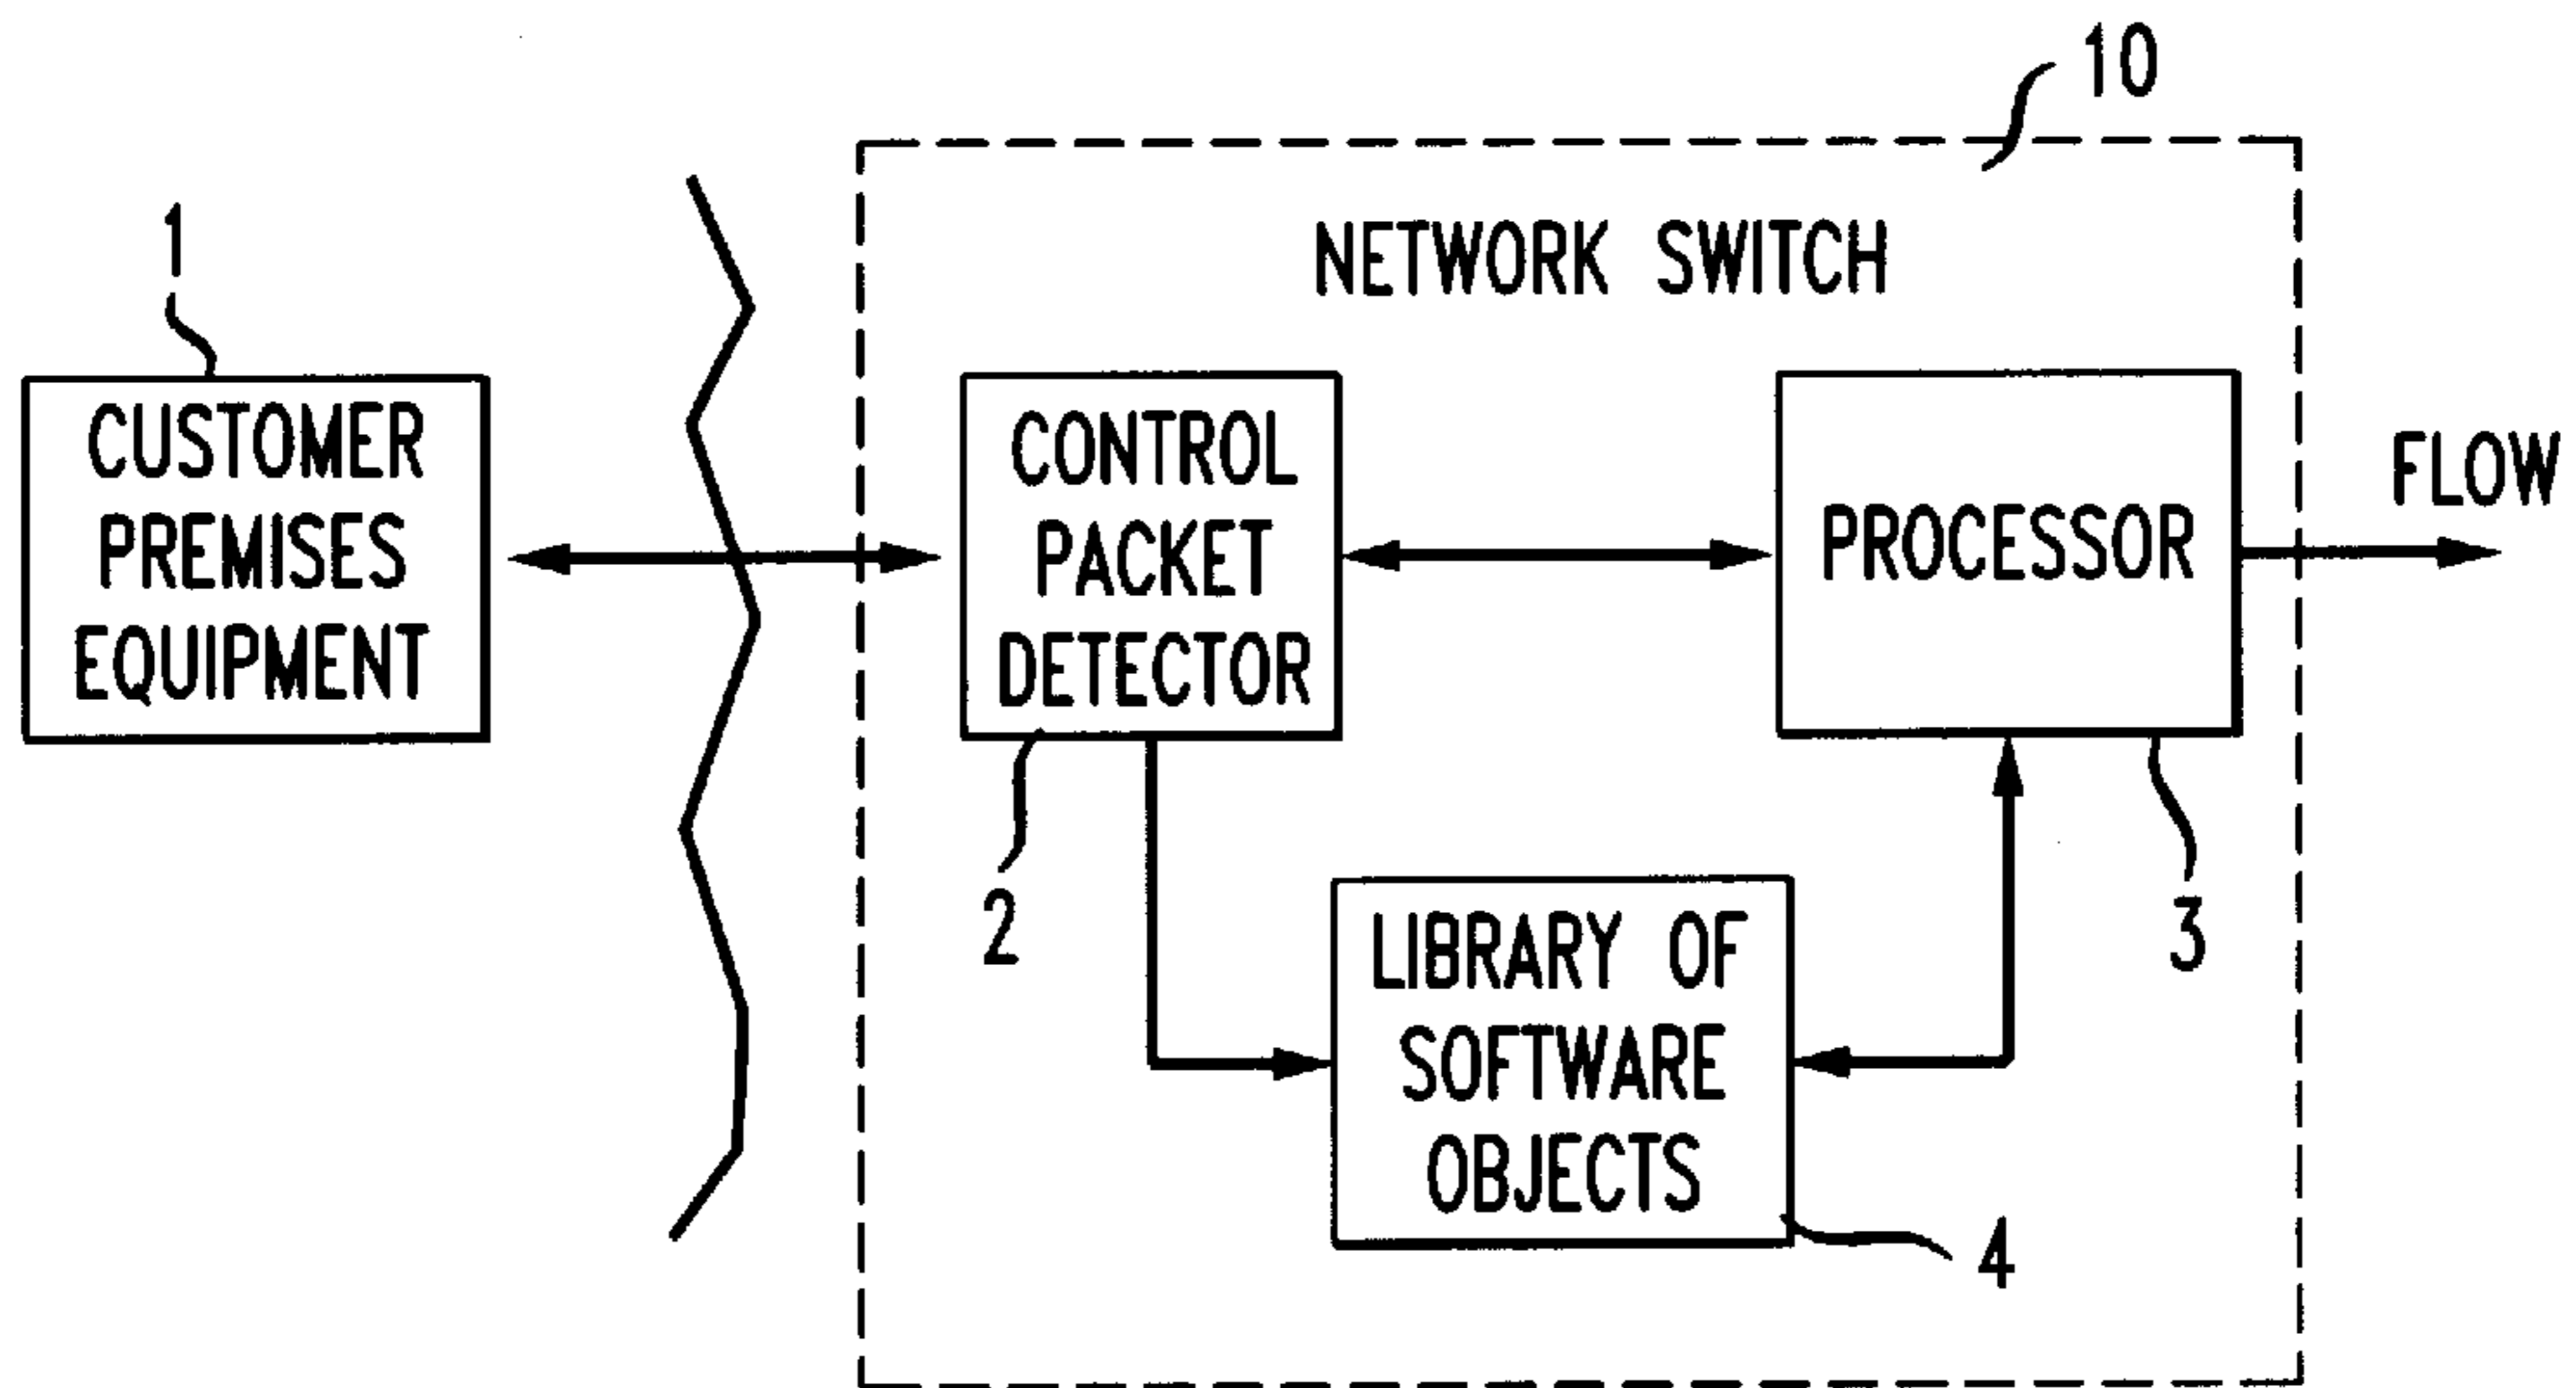 10
NETWORK SWITCH
1
CUSTOMER
PREMISES
EQUIPMENT
CONTROL
PACKET
DETECTOR
2
PROCESSOR
3
FLOW
LIBRARY OF
SOFTWARE
OBJECTS
4